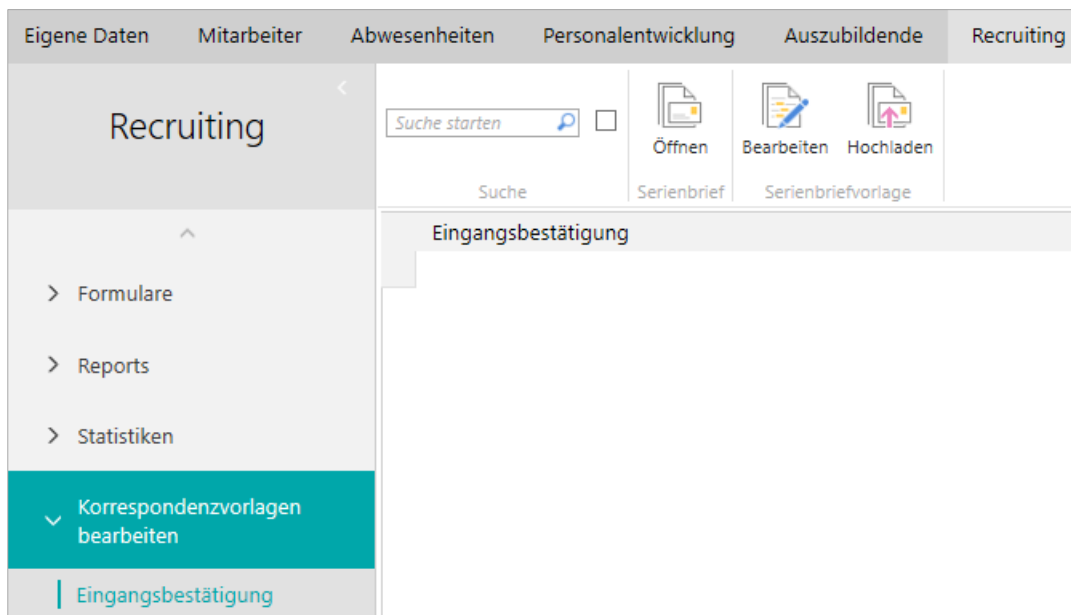 Eigene Daten Mitarbeiter Abwesenheiten Personalentwicklung Auszubildende Recruiting
Recruiting
Suche starten
Öffnen Bearbeiten Hochladen
Suche Serienbrief Serienbriefvorlage
Eingangsbestätigung
Formulare
Reports
Statistiken
Korrespondenzvorlagen
bearbeiten
Eingangsbestätigung